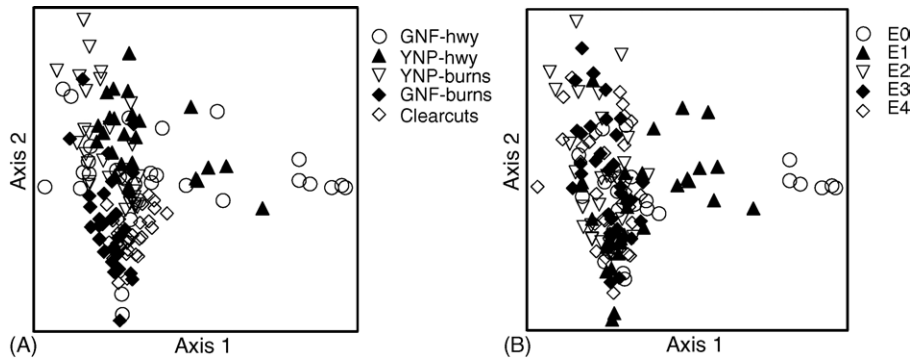 GNF-hwy
YNP-hwy
YNP-burns
GNF-burns
Clearcuts
Axis 2
Axis 1
(A)
E0
E1
E2
E3
E4
Axis 2
Axis 1
(B)